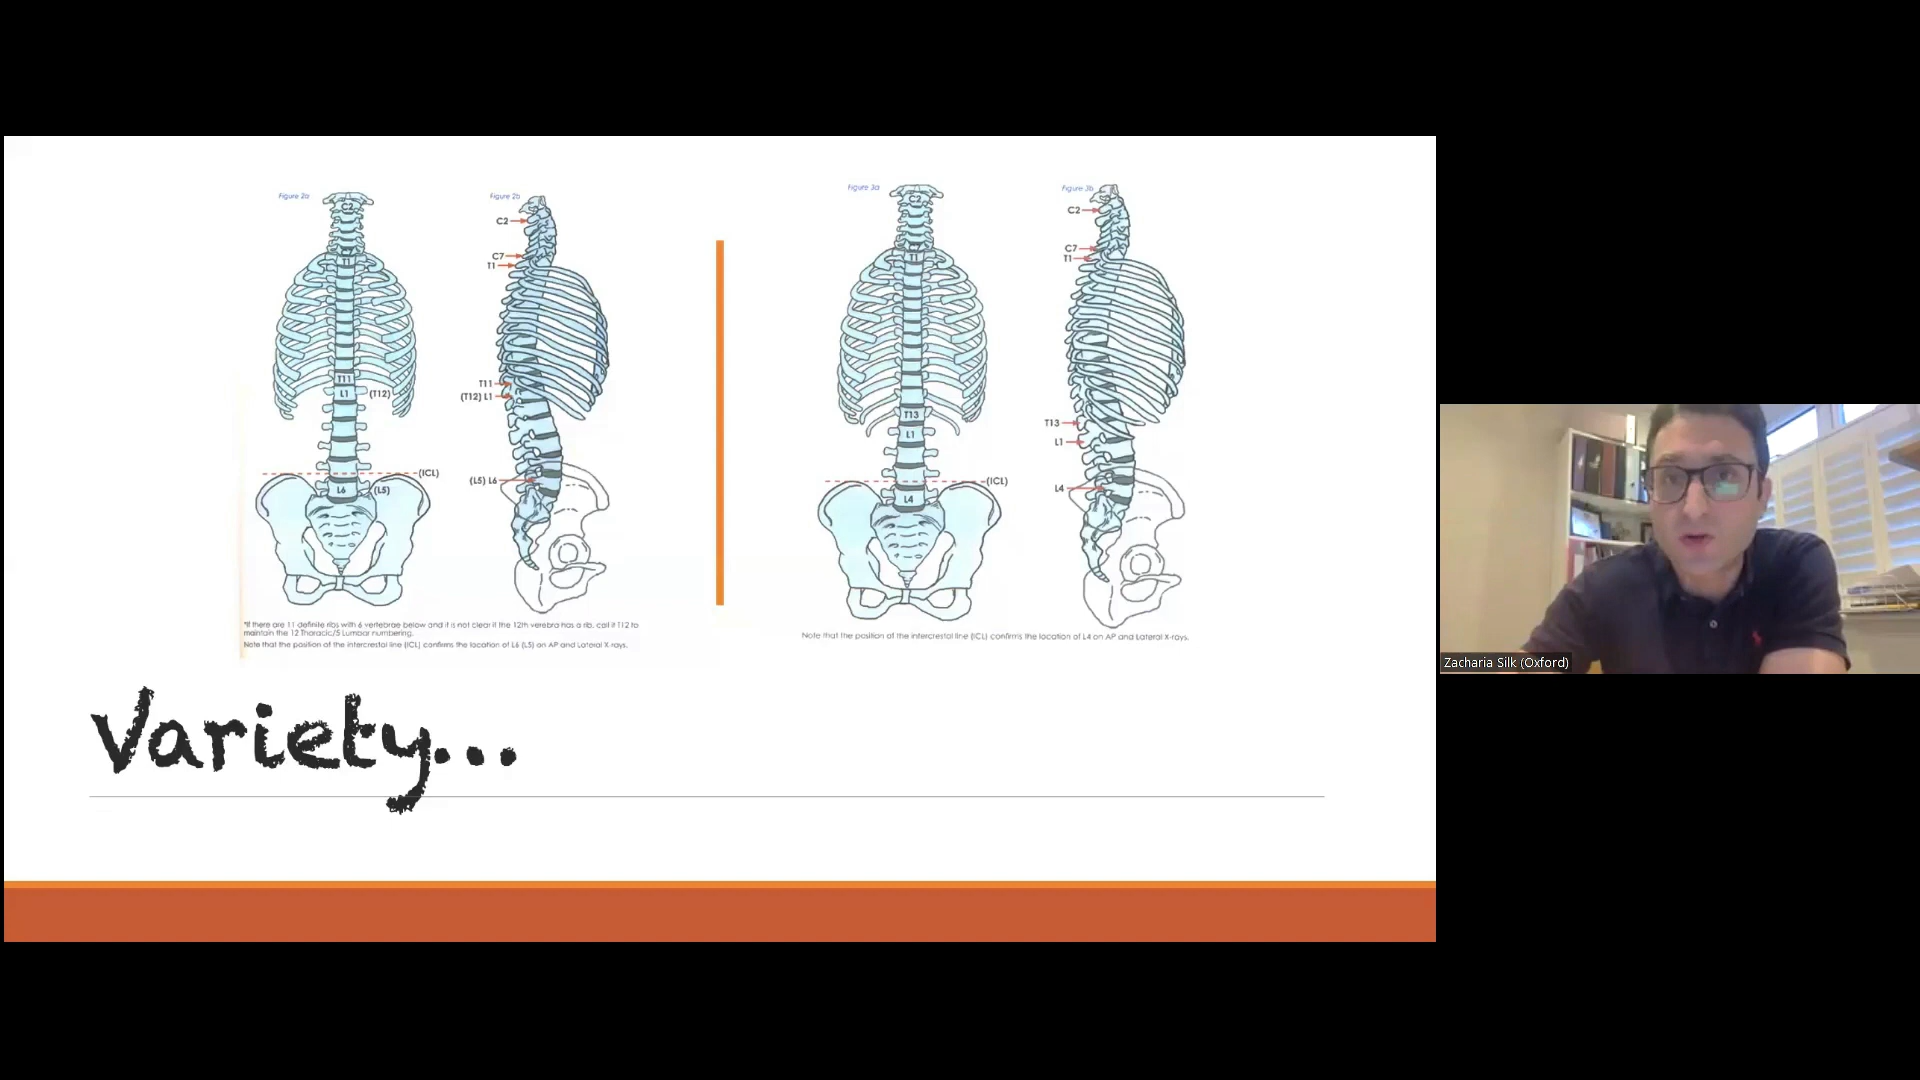 Figure 2a
C2
T1
T11
L1
(T12)
(ICL)
L6
(L5)
Figure 2b
C2
C7
T1
T11
(T12) L1
(L5) L6
*If there are 11 definite ribs with 6 vertebrae below and it is not clear if the 12th verebra has a rib, call it T12 to
maintain the 12 Thoracic/5 Lumbar numbering.
Note that the position of the intercrestal line (ICL) confirms the location of L6 (L5) on AP and Lateral X-rays.
Figure 3a
C2
T1
T13
L1
(ICL)
L4
Figure 3b
C2
C7
T1
T13
L1
L4
Note that the position of the intercrestal line (ICL) confirms the location of L4 on AP and Lateral X-rays.
Variety...
Zacharia Silk (Oxford)